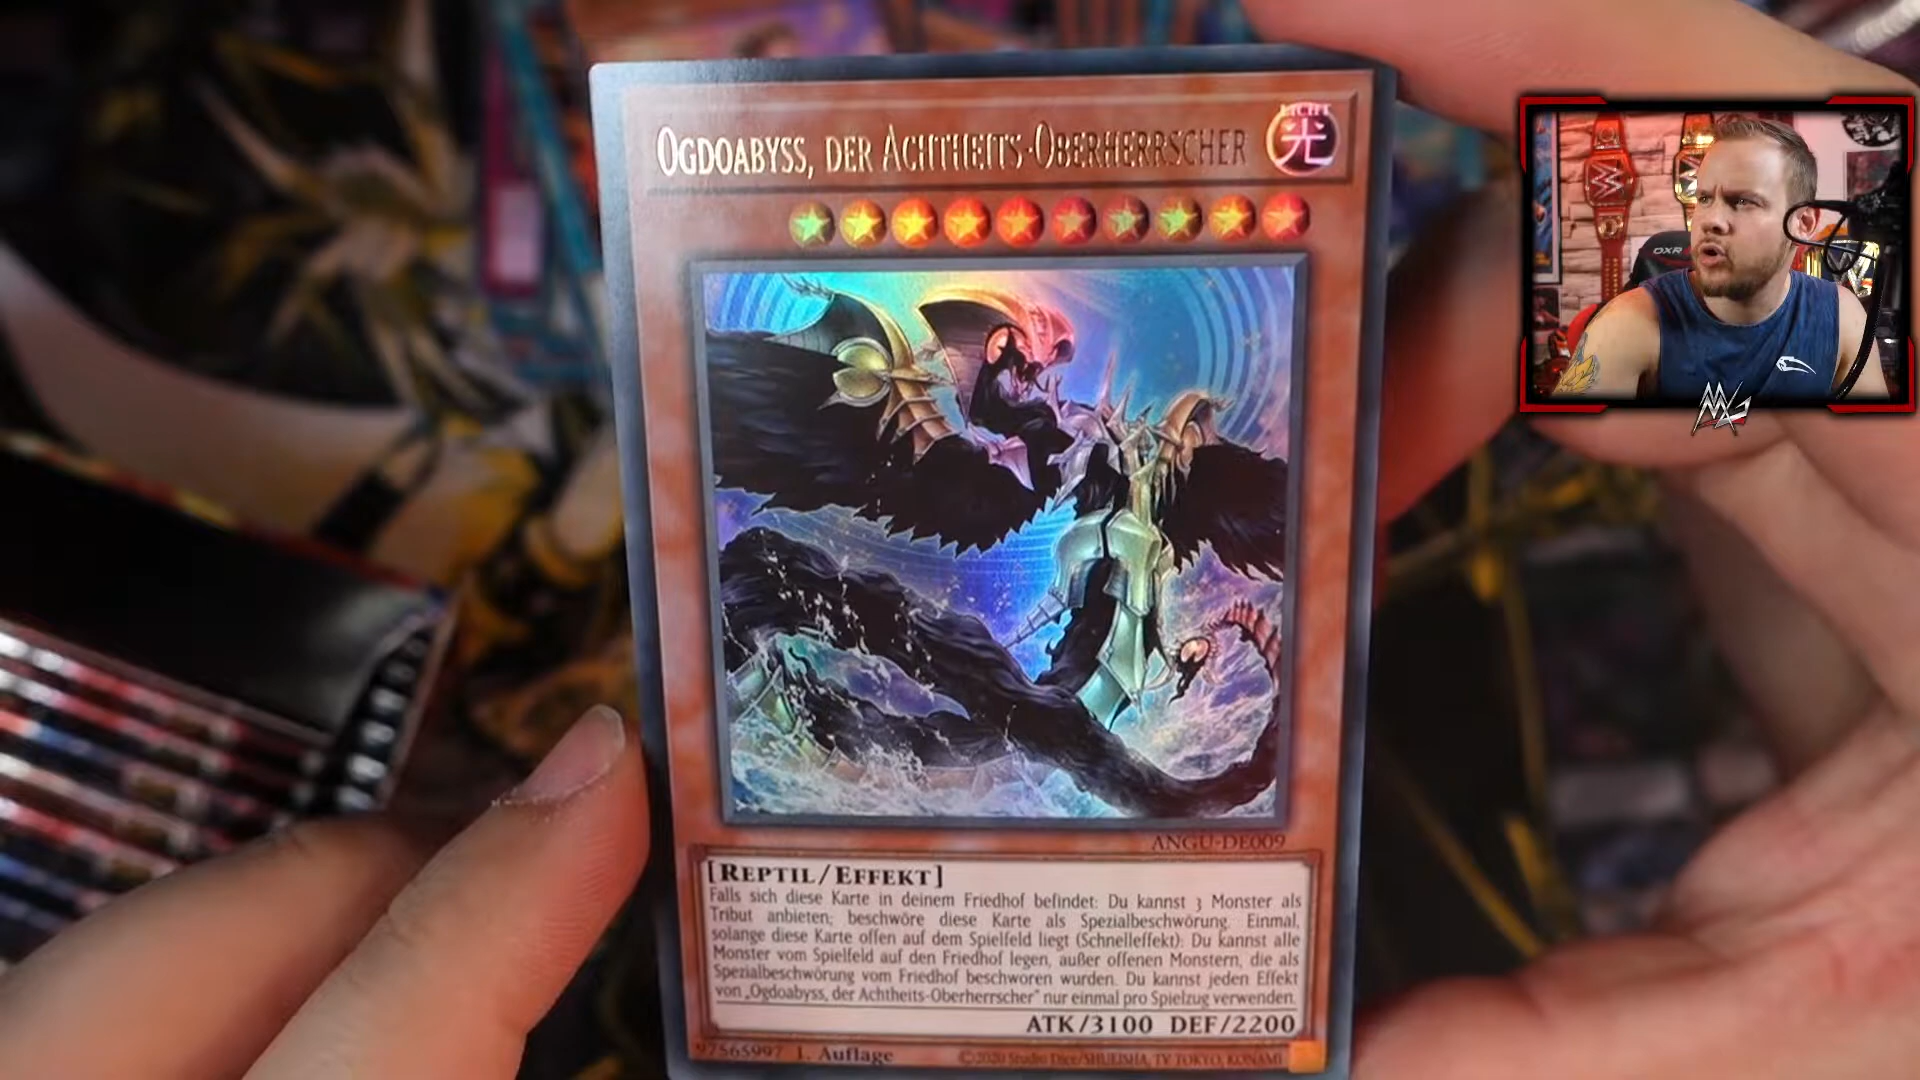 Ogdoabyss, der Achtheits-Oberherrscher
LICHT
光
ANGU-DE009
[Reptil/Effekt]
Falls sich diese Karte in deinem Friedhof befindet: Du kannst 3 Monster als
Tribut anbieten; beschwöre diese Karte als Spezialbeschwörung. Einmal,
solange diese Karte offen auf dem Spielfeld liegt (Schnelleffekt): Du kannst alle
Monster vom Spielfeld auf den Friedhof legen, außer offenen Monstern, die als
Spezialbeschwörung vom Friedhof beschworen wurden. Du kannst jeden Effekt
von „Ogdoabyss, der Achtheits-Oberherrscher" nur einmal pro Spielzug verwenden.
ATK/3100 DEF/2200
97565997 1. Auflage ©2020 Studio Dice/SHUEISHA, TV TOKYO, KONAMI
DXR